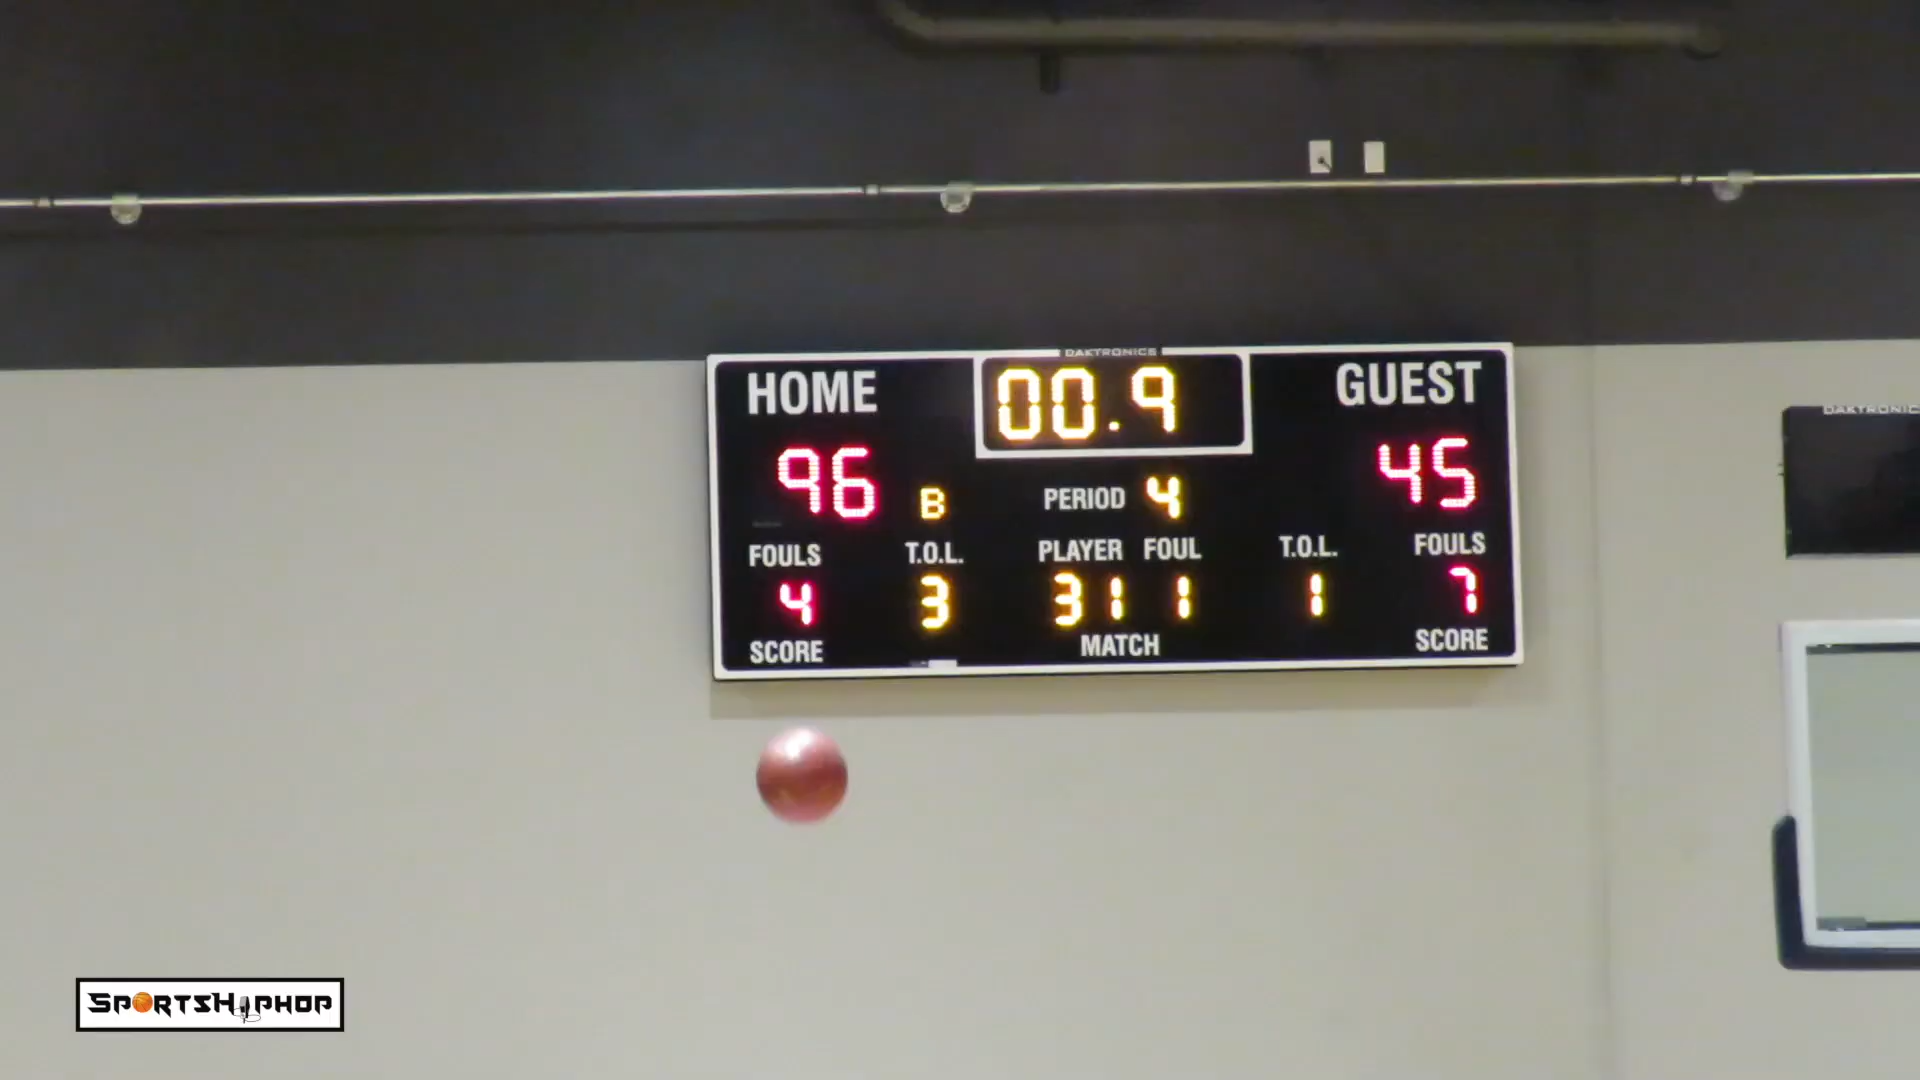 DAKTRONICS
HOME 00.9 GUEST
96 B PERIOD 4 45
FOULS T.O.L. PLAYER FOUL T.O.L. FOULS
4 3 31 1 1 7
SCORE MATCH SCORE
DAKTRONICS
SPORTSHIPHOP